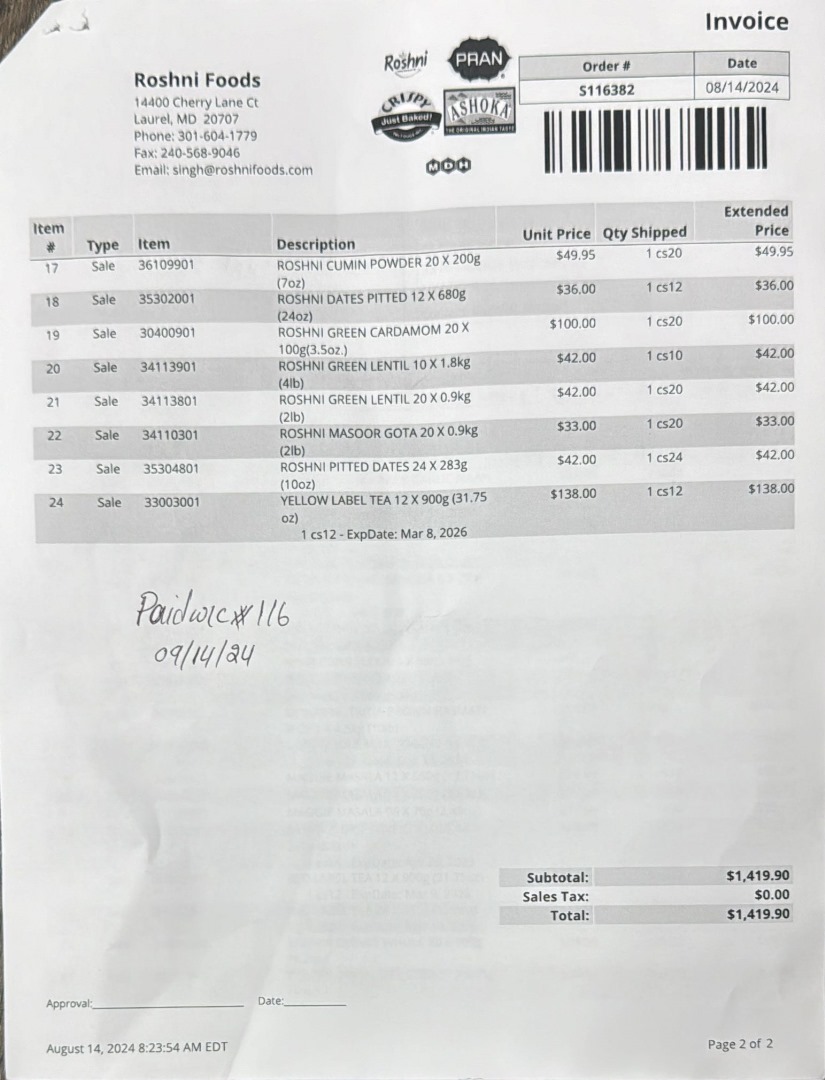 Invoice
Roshni Foods
14400 Cherry Lane Ct
Laurel, MD 20707
Phone: 301-604-1779
Fax: 240-568-9046
Email: singh@roshnifoods.com
Roshni
PRAN
CRISPY
Just Baked!
ASHOKA
THE ORIGINAL INDIAN TASTE
MDH
Order # Date
S116382 08/14/2024
Item # Type Item Description Unit Price Qty Shipped Extended Price
17 Sale 36109901 ROSHNI CUMIN POWDER 20 X 200g $49.95 1 cs20 $49.95
(7oz)
18 Sale 35302001 ROSHNI DATES PITTED 12 X 680g $36.00 1 cs12 $36.00
(24oz)
19 Sale 30400901 ROSHNI GREEN CARDAMOM 20 X $100.00 1 cs20 $100.00
100g(3.5oz.)
20 Sale 34113901 ROSHNI GREEN LENTIL 10 X 1.8kg $42.00 1 cs10 $42.00
(4lb)
21 Sale 34113801 ROSHNI GREEN LENTIL 20 X 0.9kg $42.00 1 cs20 $42.00
(2lb)
22 Sale 34110301 ROSHNI MASOOR GOTA 20 X 0.9kg $33.00 1 cs20 $33.00
(2lb)
23 Sale 35304801 ROSHNI PITTED DATES 24 X 283g $42.00 1 cs24 $42.00
(10oz)
24 Sale 33003001 YELLOW LABEL TEA 12 X 900g (31.75 $138.00 1 cs12 $138.00
oz)
1 cs12 - ExpDate: Mar 8, 2026
Paid w/c# 116
09/14/24
Subtotal: $1,419.90
Sales Tax: $0.00
Total: $1,419.90
Approval: Date:
August 14, 2024 8:23:54 AM EDT Page 2 of 2